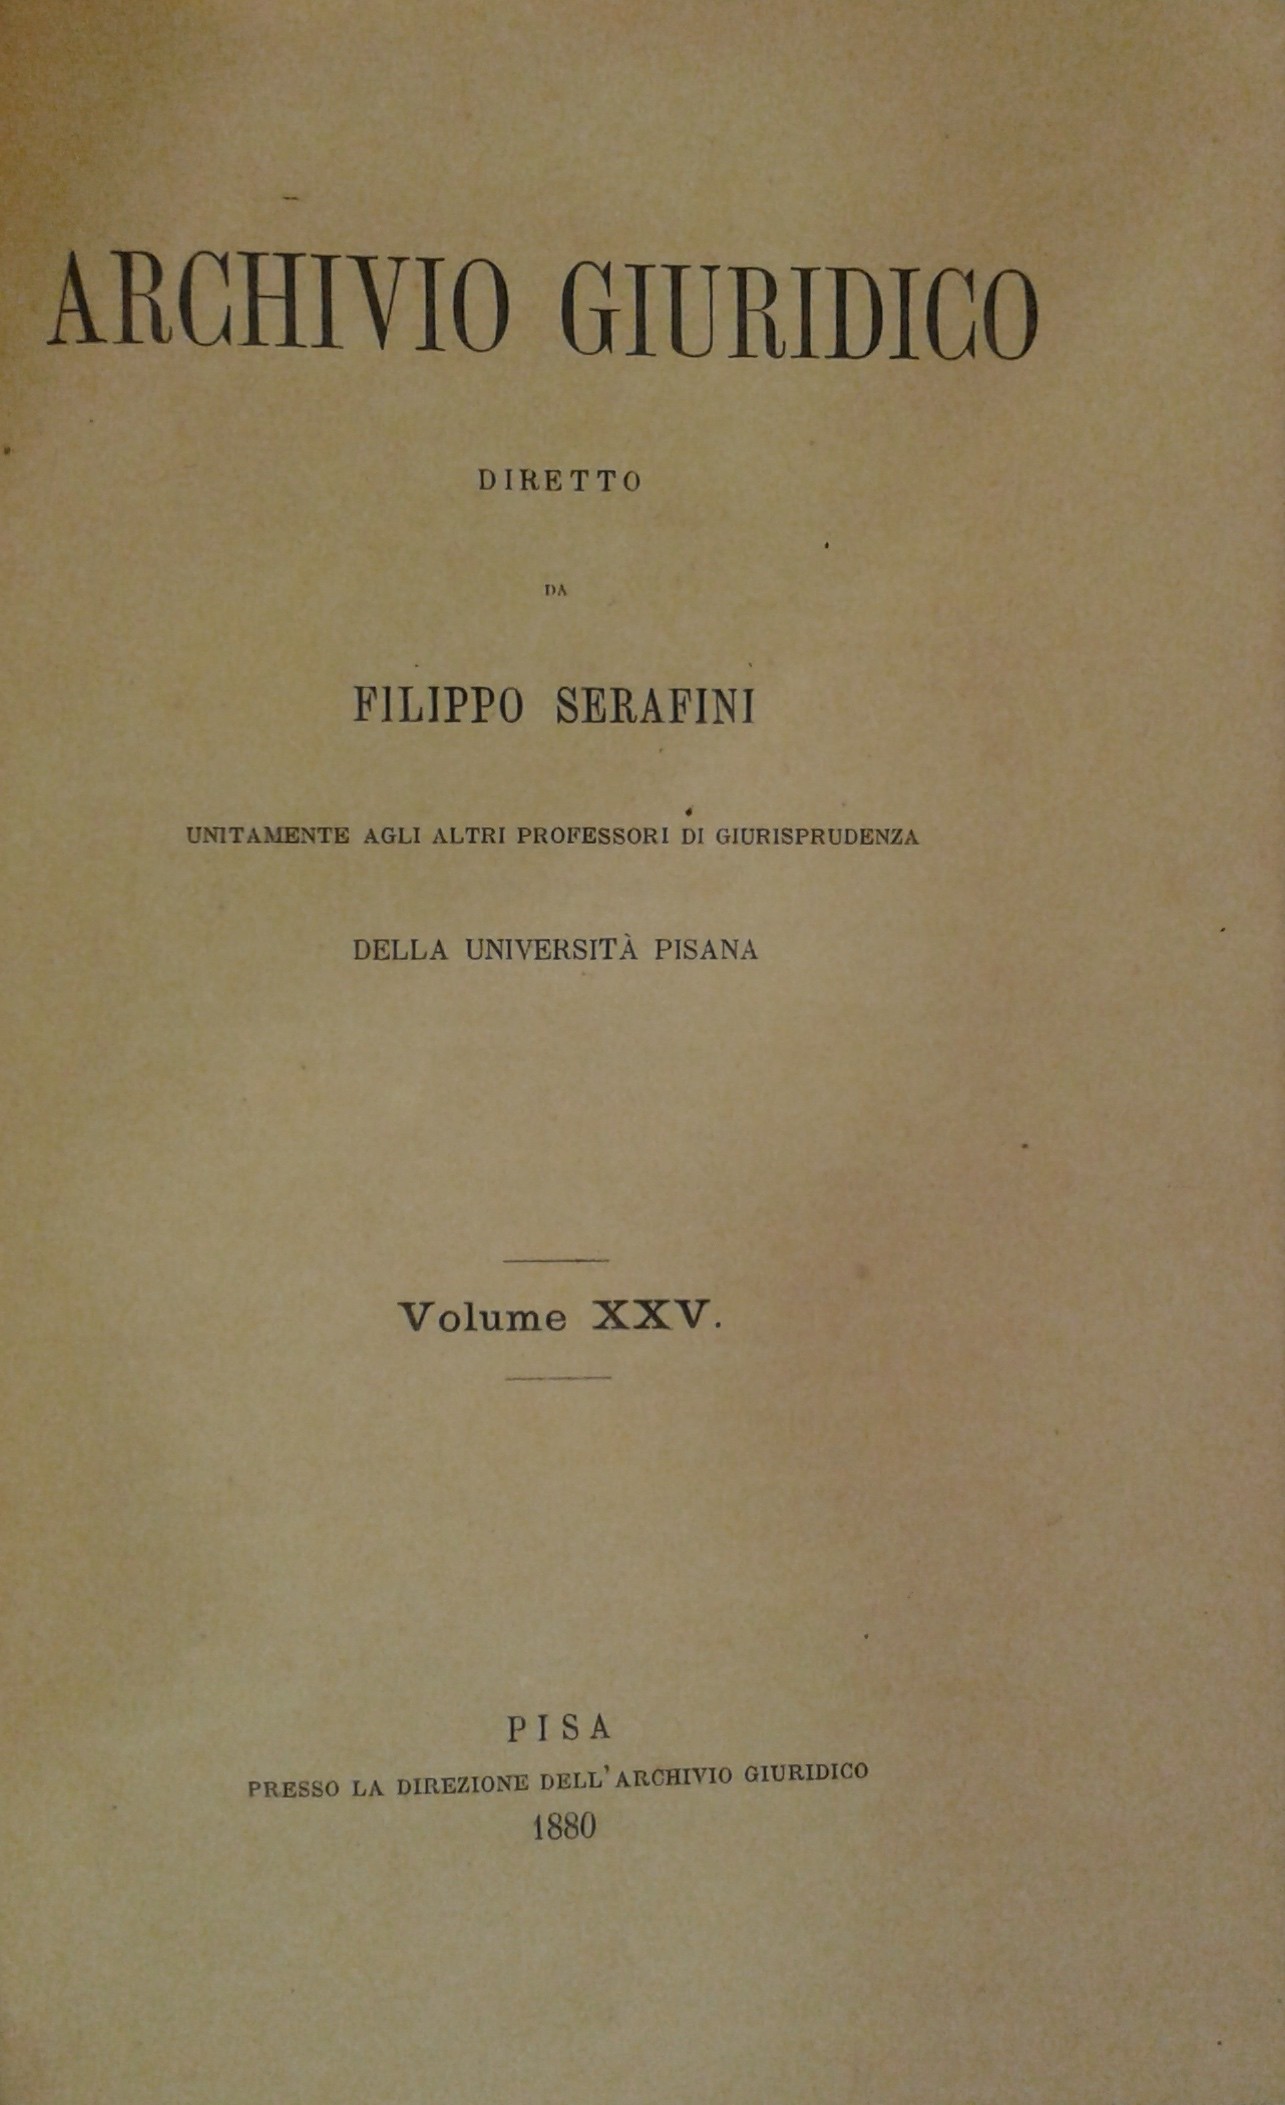 ARCHIVIO GIURIDICO
DIRETTO
DA
FILIPPO SERAFINI
UNITAMENTE AGLI ALTRI PROFESSORI DI GIURISPRUDENZA
DELLA UNIVERSITÀ PISANA
Volume XXV.
PISA
PRESSO LA DIREZIONE DELL'ARCHIVIO GIURIDICO
1880